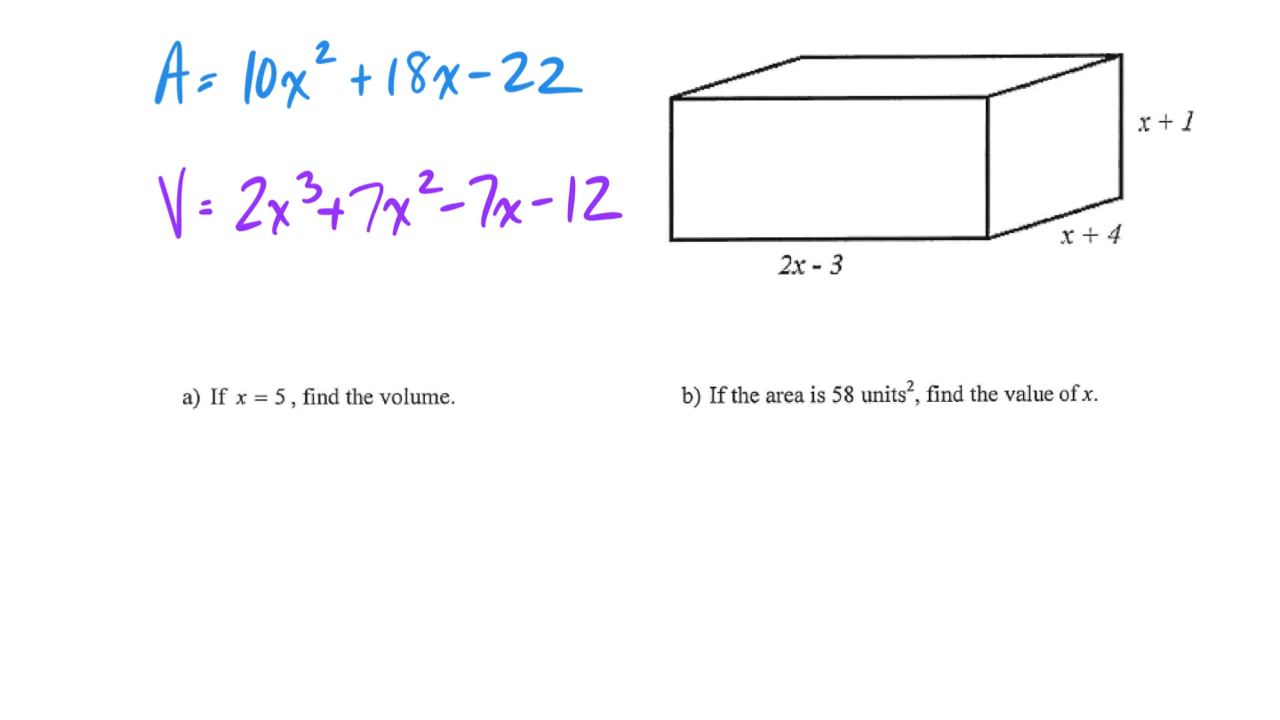 A = 10x² + 18x - 22
V = 2x³ + 7x² - 7x - 12
x + 1
x + 4
2x - 3
a) If x = 5, find the volume.
b) If the area is 58 units², find the value of x.